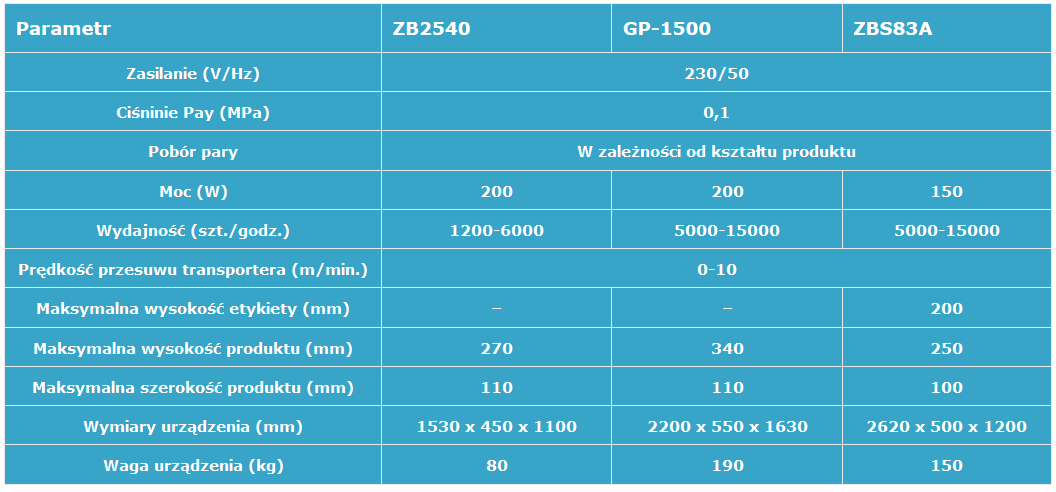 Parametr ZB2540 GP-1500 ZBS83A
Zasilanie (V/Hz) 230/50
Ciśninie Pay (MPa) 0,1
Pobór pary W zależności od kształtu produktu
Moc (W) 200 200 150
Wydajność (szt./godz.) 1200-6000 5000-15000 5000-15000
Prędkość przesuwu transportera (m/min.) 0-10
Maksymalna wysokość etykiety (mm) – – 200
Maksymalna wysokość produktu (mm) 270 340 250
Maksymalna szerokość produktu (mm) 110 110 100
Wymiary urządzenia (mm) 1530 x 450 x 1100 2200 x 550 x 1630 2620 x 500 x 1200
Waga urządzenia (kg) 80 190 150